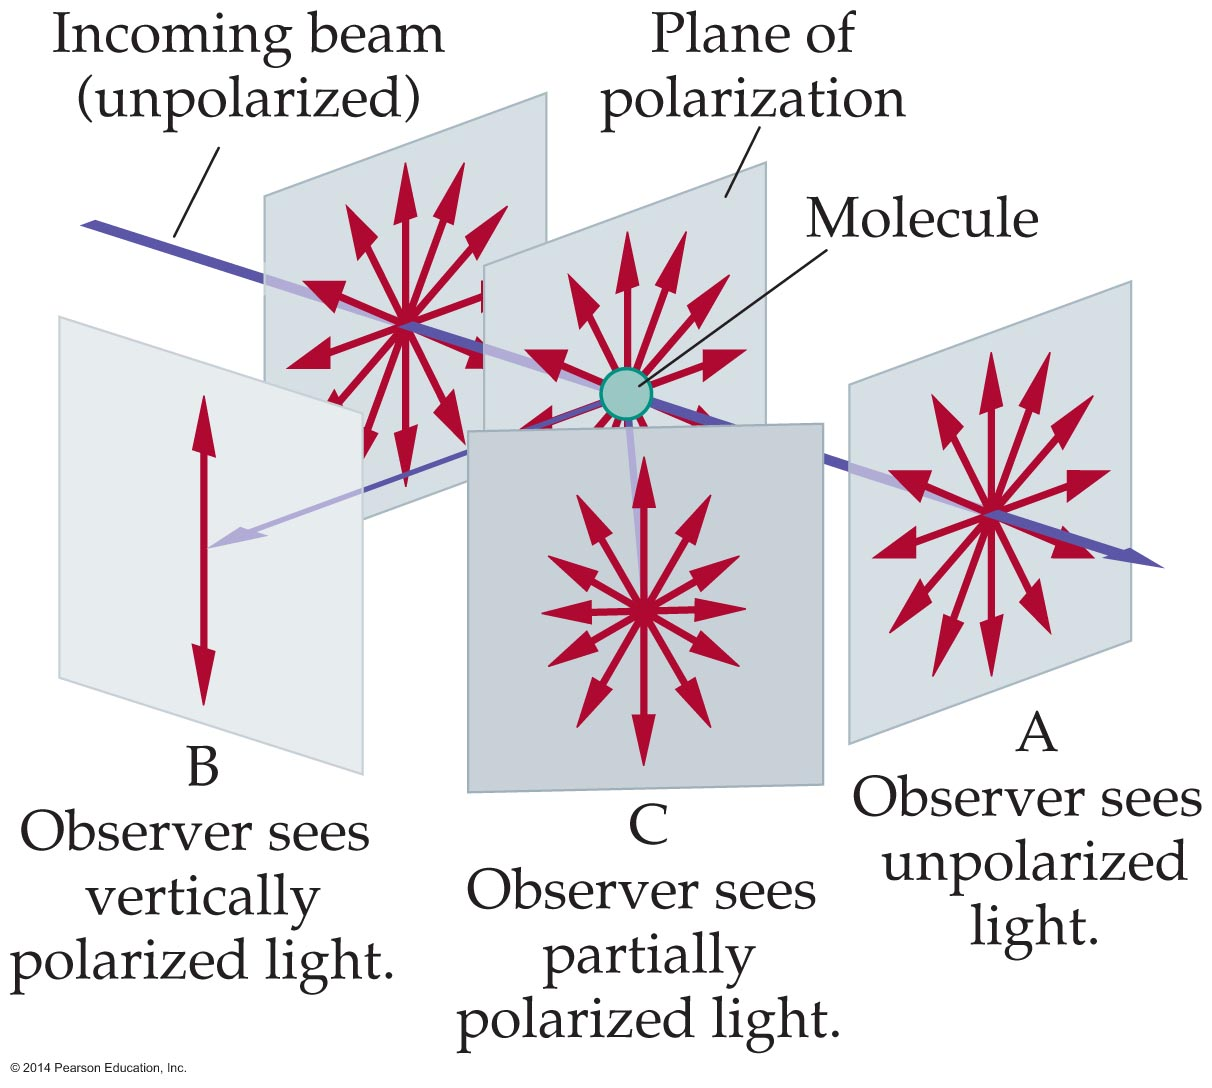 Incoming beam
(unpolarized)
Plane of
polarization
Molecule
B
Observer sees
vertically
polarized light.
C
Observer sees
partially
polarized light.
A
Observer sees
unpolarized
light.
© 2014 Pearson Education, Inc.